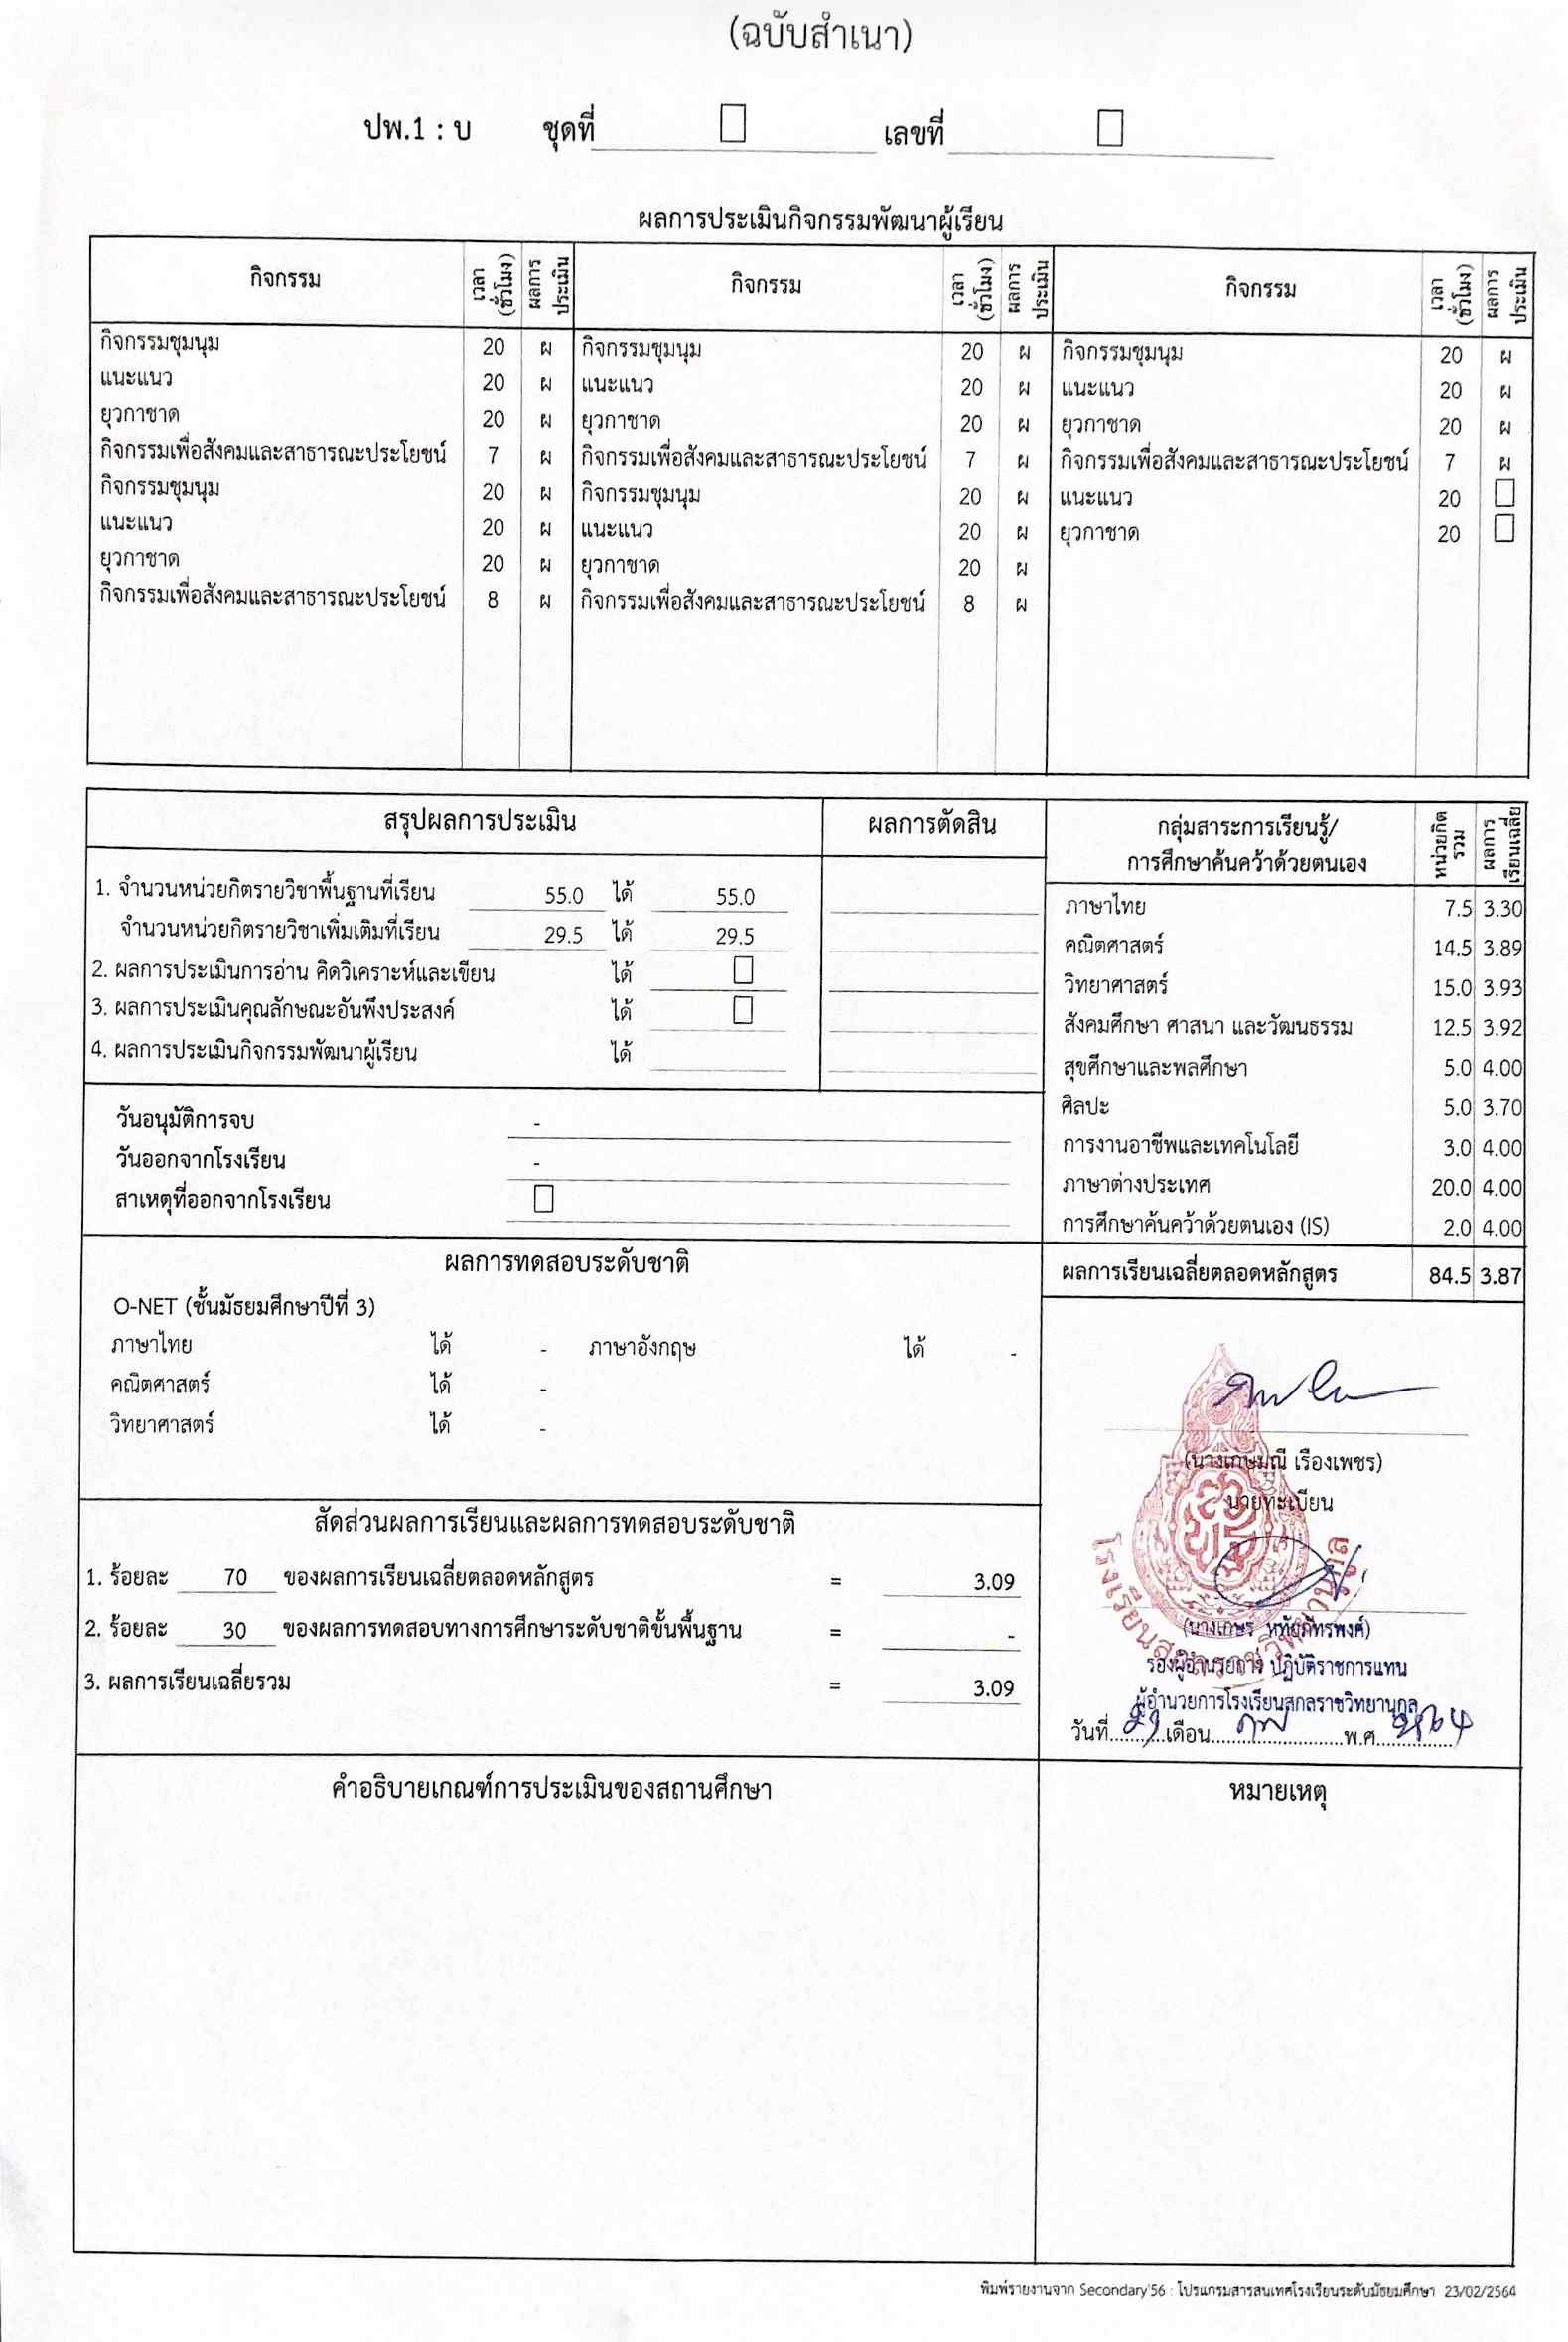 (ฉบับสำเนา)
ปพ.1 : บ ชุดที่ เลขที่
ผลการประเมินกิจกรรมพัฒนาผู้เรียน
กิจกรรม เวลา (ชั่วโมง) ผลการประเมิน กิจกรรม เวลา (ชั่วโมง) ผลการประเมิน กิจกรรม เวลา (ชั่วโมง) ผลการประเมิน
กิจกรรมชุมนุม 20 ผ กิจกรรมชุมนุม 20 ผ กิจกรรมชุมนุม 20 ผ
แนะแนว 20 ผ แนะแนว 20 ผ แนะแนว 20 ผ
ยุวกาชาด 20 ผ ยุวกาชาด 20 ผ ยุวกาชาด 20 ผ
กิจกรรมเพื่อสังคมและสาธารณะประโยชน์ 7 ผ กิจกรรมเพื่อสังคมและสาธารณะประโยชน์ 7 ผ กิจกรรมเพื่อสังคมและสาธารณะประโยชน์ 7 ผ
กิจกรรมชุมนุม 20 ผ กิจกรรมชุมนุม 20 ผ แนะแนว 20
แนะแนว 20 ผ แนะแนว 20 ผ ยุวกาชาด 20
ยุวกาชาด 20 ผ ยุวกาชาด 20 ผ
กิจกรรมเพื่อสังคมและสาธารณะประโยชน์ 8 ผ กิจกรรมเพื่อสังคมและสาธารณะประโยชน์ 8 ผ
สรุปผลการประเมิน ผลการตัดสิน
1. จำนวนหน่วยกิตรายวิชาพื้นฐานที่เรียน 55.0 ได้ 55.0
จำนวนหน่วยกิตรายวิชาเพิ่มเติมที่เรียน 29.5 ได้ 29.5
2. ผลการประเมินการอ่าน คิดวิเคราะห์และเขียน ได้
3. ผลการประเมินคุณลักษณะอันพึงประสงค์ ได้
4. ผลการประเมินกิจกรรมพัฒนาผู้เรียน ได้
วันอนุมัติการจบ -
วันออกจากโรงเรียน -
สาเหตุที่ออกจากโรงเรียน
กลุ่มสาระการเรียนรู้/ หน่วยกิตรวม ผลการเรียนเฉลี่ย
การศึกษาค้นคว้าด้วยตนเอง
ภาษาไทย 7.5 3.30
คณิตศาสตร์ 14.5 3.89
วิทยาศาสตร์ 15.0 3.93
สังคมศึกษา ศาสนา และวัฒนธรรม 12.5 3.92
สุขศึกษาและพลศึกษา 5.0 4.00
ศิลปะ 5.0 3.70
การงานอาชีพและเทคโนโลยี 3.0 4.00
ภาษาต่างประเทศ 20.0 4.00
การศึกษาค้นคว้าด้วยตนเอง (IS) 2.0 4.00
ผลการเรียนเฉลี่ยตลอดหลักสูตร 84.5 3.87
ผลการทดสอบระดับชาติ
O-NET (ชั้นมัธยมศึกษาปีที่ 3)
ภาษาไทย ได้ - ภาษาอังกฤษ ได้ -
คณิตศาสตร์ ได้ -
วิทยาศาสตร์ ได้ -
สัดส่วนผลการเรียนและผลการทดสอบระดับชาติ
1. ร้อยละ 70 ของผลการเรียนเฉลี่ยตลอดหลักสูตร = 3.09
2. ร้อยละ 30 ของผลการทดสอบทางการศึกษาระดับชาติขั้นพื้นฐาน = -
3. ผลการเรียนเฉลี่ยรวม = 3.09
(นางเกษมณี เรืองเพชร)
นายทะเบียน
(นางเกษร หทัยภัทรพงศ์)
รองผู้อำนวยการ ปฏิบัติราชการแทน
ผู้อำนวยการโรงเรียนสกลราชวิทยานุกูล
วันที่ เดือน กพ พ.ศ. ๒๕๖๔
คำอธิบายเกณฑ์การประเมินของสถานศึกษา
หมายเหตุ
พิมพ์รายงานจาก Secondary'56 : โปรแกรมสารสนเทศโรงเรียนระดับมัธยมศึกษา 23/02/2564